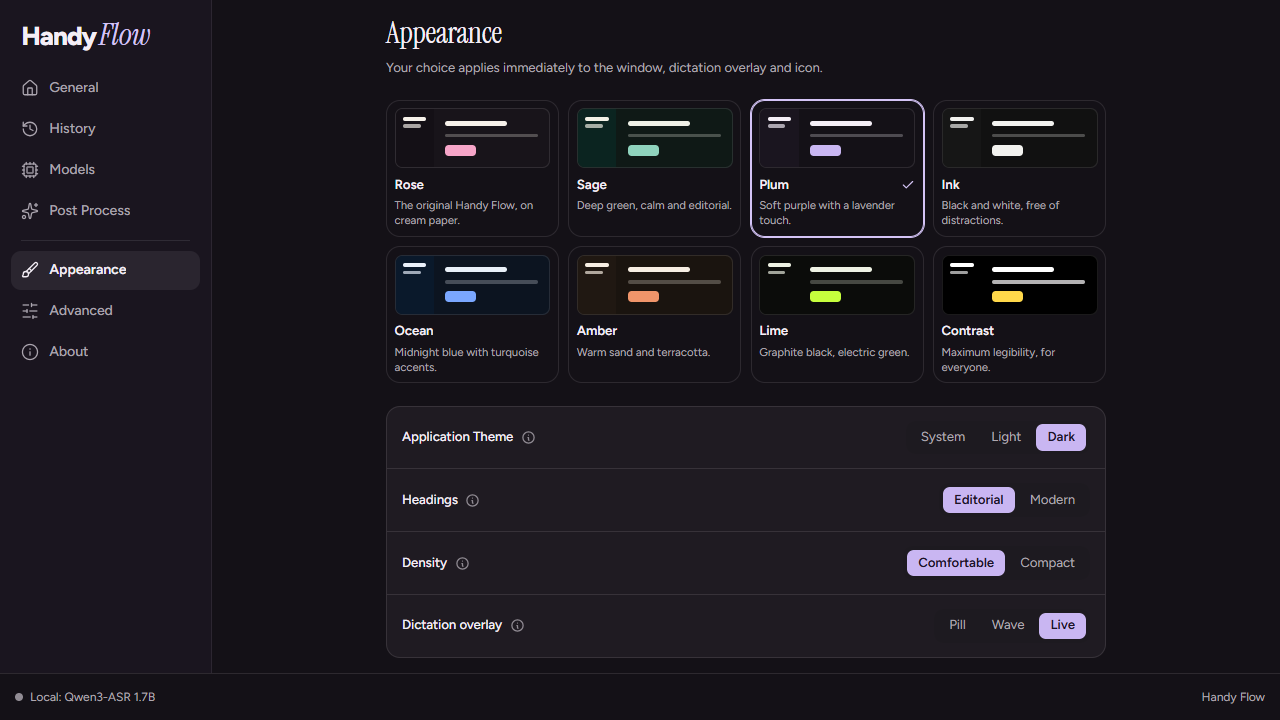 Handy Flow
General
History
Models
Post Process
Appearance
Advanced
About
Appearance
Your choice applies immediately to the window, dictation overlay and icon.
Rose
The original Handy Flow, on
cream paper.
Sage
Deep green, calm and editorial.
Plum
Soft purple with a lavender
touch.
Ink
Black and white, free of
distractions.
Ocean
Midnight blue with turquoise
accents.
Amber
Warm sand and terracotta.
Lime
Graphite black, electric green.
Contrast
Maximum legibility, for
everyone.
Application Theme
System Light Dark
Headings
Editorial Modern
Density
Comfortable Compact
Dictation overlay
Pill Wave Live
Local: Qwen3-ASR 1.7B
Handy Flow